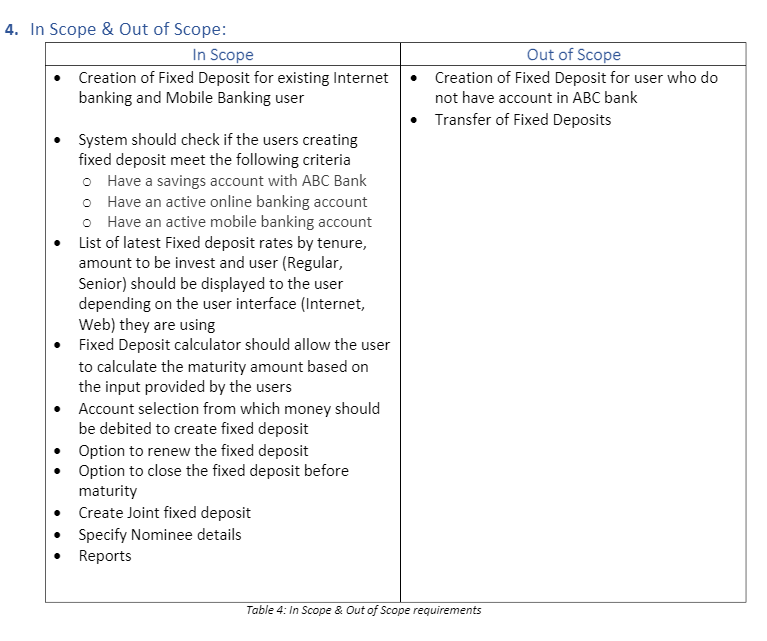 4. In Scope & Out of Scope:
In Scope
• Creation of Fixed Deposit for existing Internet
banking and Mobile Banking user
• System should check if the users creating
fixed deposit meet the following criteria
o Have a savings account with ABC Bank
o Have an active online banking account
o Have an active mobile banking account
• List of latest Fixed deposit rates by tenure,
amount to be invest and user (Regular,
Senior) should be displayed to the user
depending on the user interface (Internet,
Web) they are using
• Fixed Deposit calculator should allow the user
to calculate the maturity amount based on
the input provided by the users
• Account selection from which money should
be debited to create fixed deposit
• Option to renew the fixed deposit
• Option to close the fixed deposit before
maturity
• Create Joint fixed deposit
• Specify Nominee details
• Reports
Out of Scope
• Creation of Fixed Deposit for user who do
not have account in ABC bank
• Transfer of Fixed Deposits
Table 4: In Scope & Out of Scope requirements